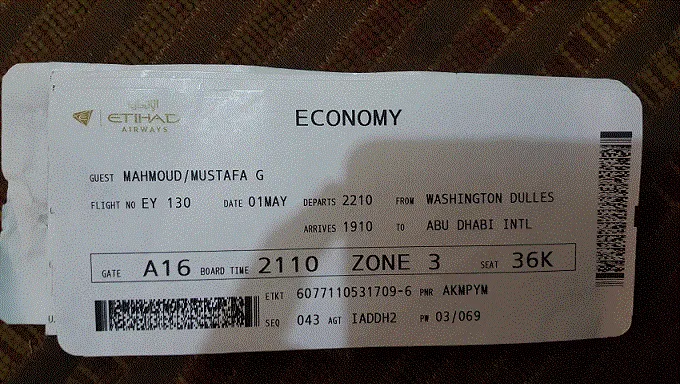 الإتحاد
ETIHAD
AIRWAYS
ECONOMY
GUEST MAHMOUD/MUSTAFA G
FLIGHT NO EY 130 DATE 01MAY DEPARTS 2210 FROM WASHINGTON DULLES
ARRIVES 1910 TO ABU DHABI INTL
GATE A16 BOARD TIME 2110 ZONE 3 SEAT 36K
ETKT 6077110531709-6 PNR AKMPYM
SEQ 043 AGT IADDH2 PW 03/069